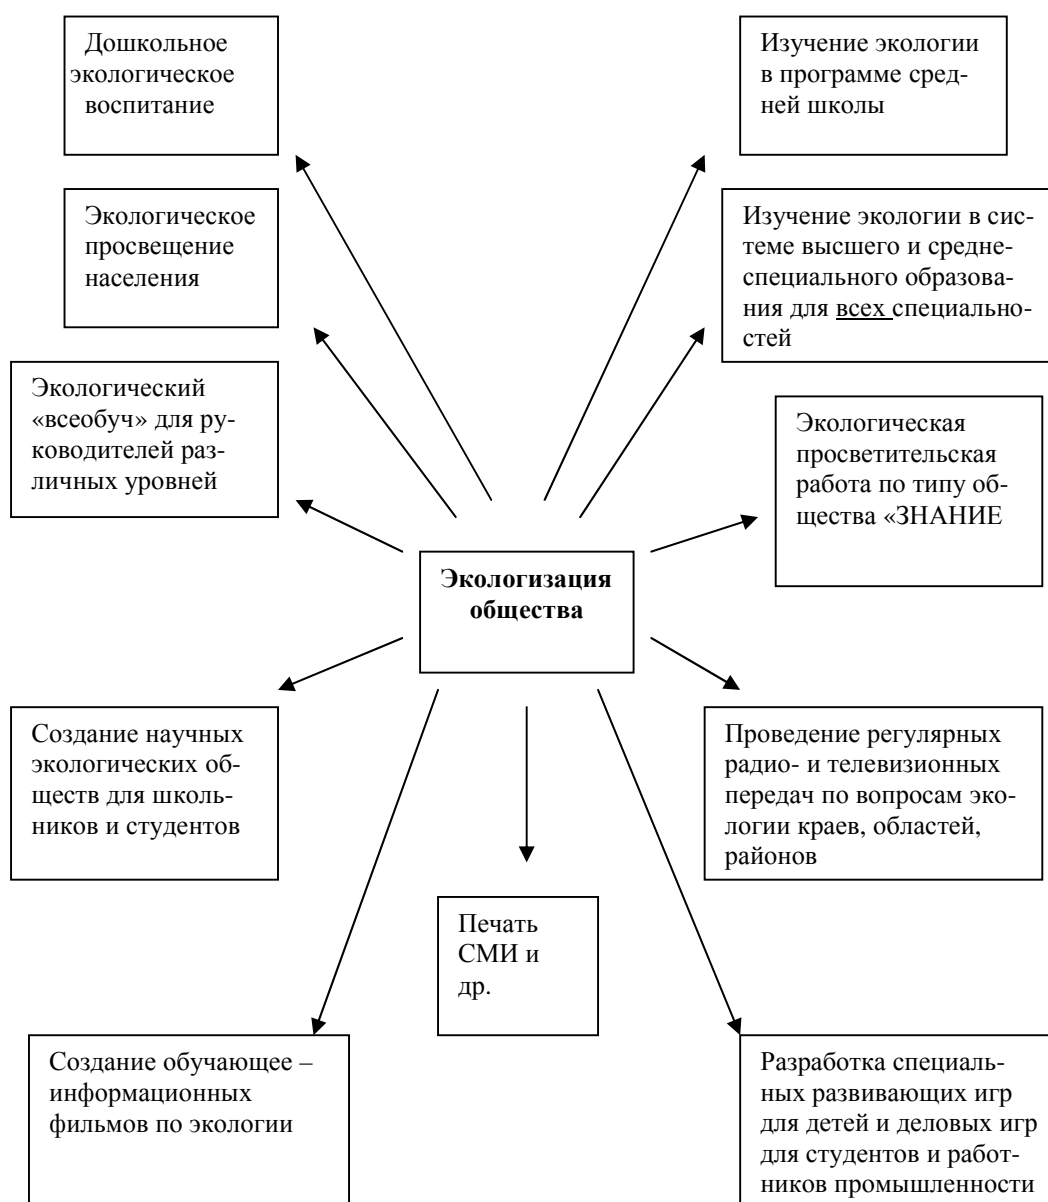 Дошкольное
экологическое
воспитание
Изучение экологии
в программе сред-
ней школы
Экологическое
просвещение
населения
Изучение экологии в сис-
теме высшего и средне-
специального образова-
ния для всех специально-
стей
Экологический
«всеобуч» для ру-
ководителей раз-
личных уровней
Экологическая
просветительская
работа по типу об-
щества «ЗНАНИЕ
Экологизация
общества
Создание научных
экологических об-
ществ для школь-
ников и студентов
Проведение регулярных
радио- и телевизионных
передач по вопросам эко-
логии краев, областей,
районов
Печать
СМИ и
др.
Создание обучающее –
информационных
фильмов по экологии
Разработка специаль-
ных развивающих игр
для детей и деловых игр
для студентов и работ-
ников промышленности